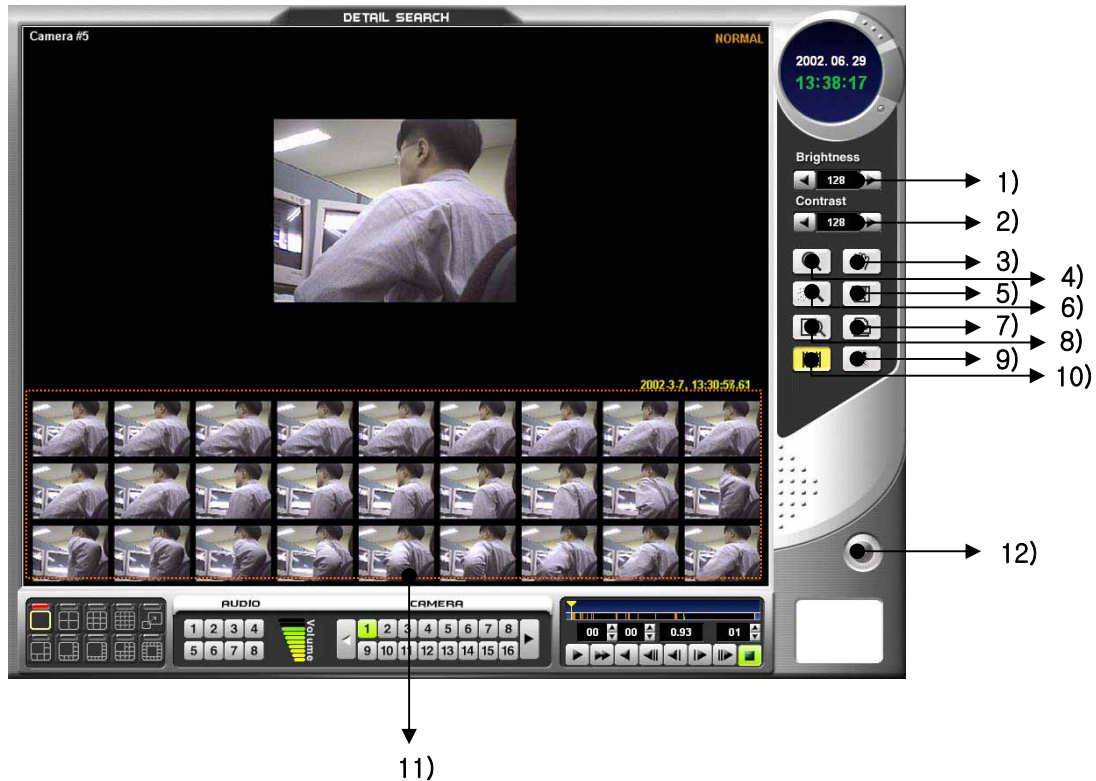 DETAIL SEARCH
Camera #5
NORMAL
2002. 06. 29
13:38:17
Brightness
128
1)
Contrast
128
2)
3)
4)
5)
6)
7)
8)
9)
10)
2002-3-7, 13:30:57.61
12)
AUDIO
CAMERA
1 2 3 4
5 6 7 8
Volume
1 2 3 4 5 6 7 8
9 10 11 12 13 14 15 16
00 00 0.93 01
11)